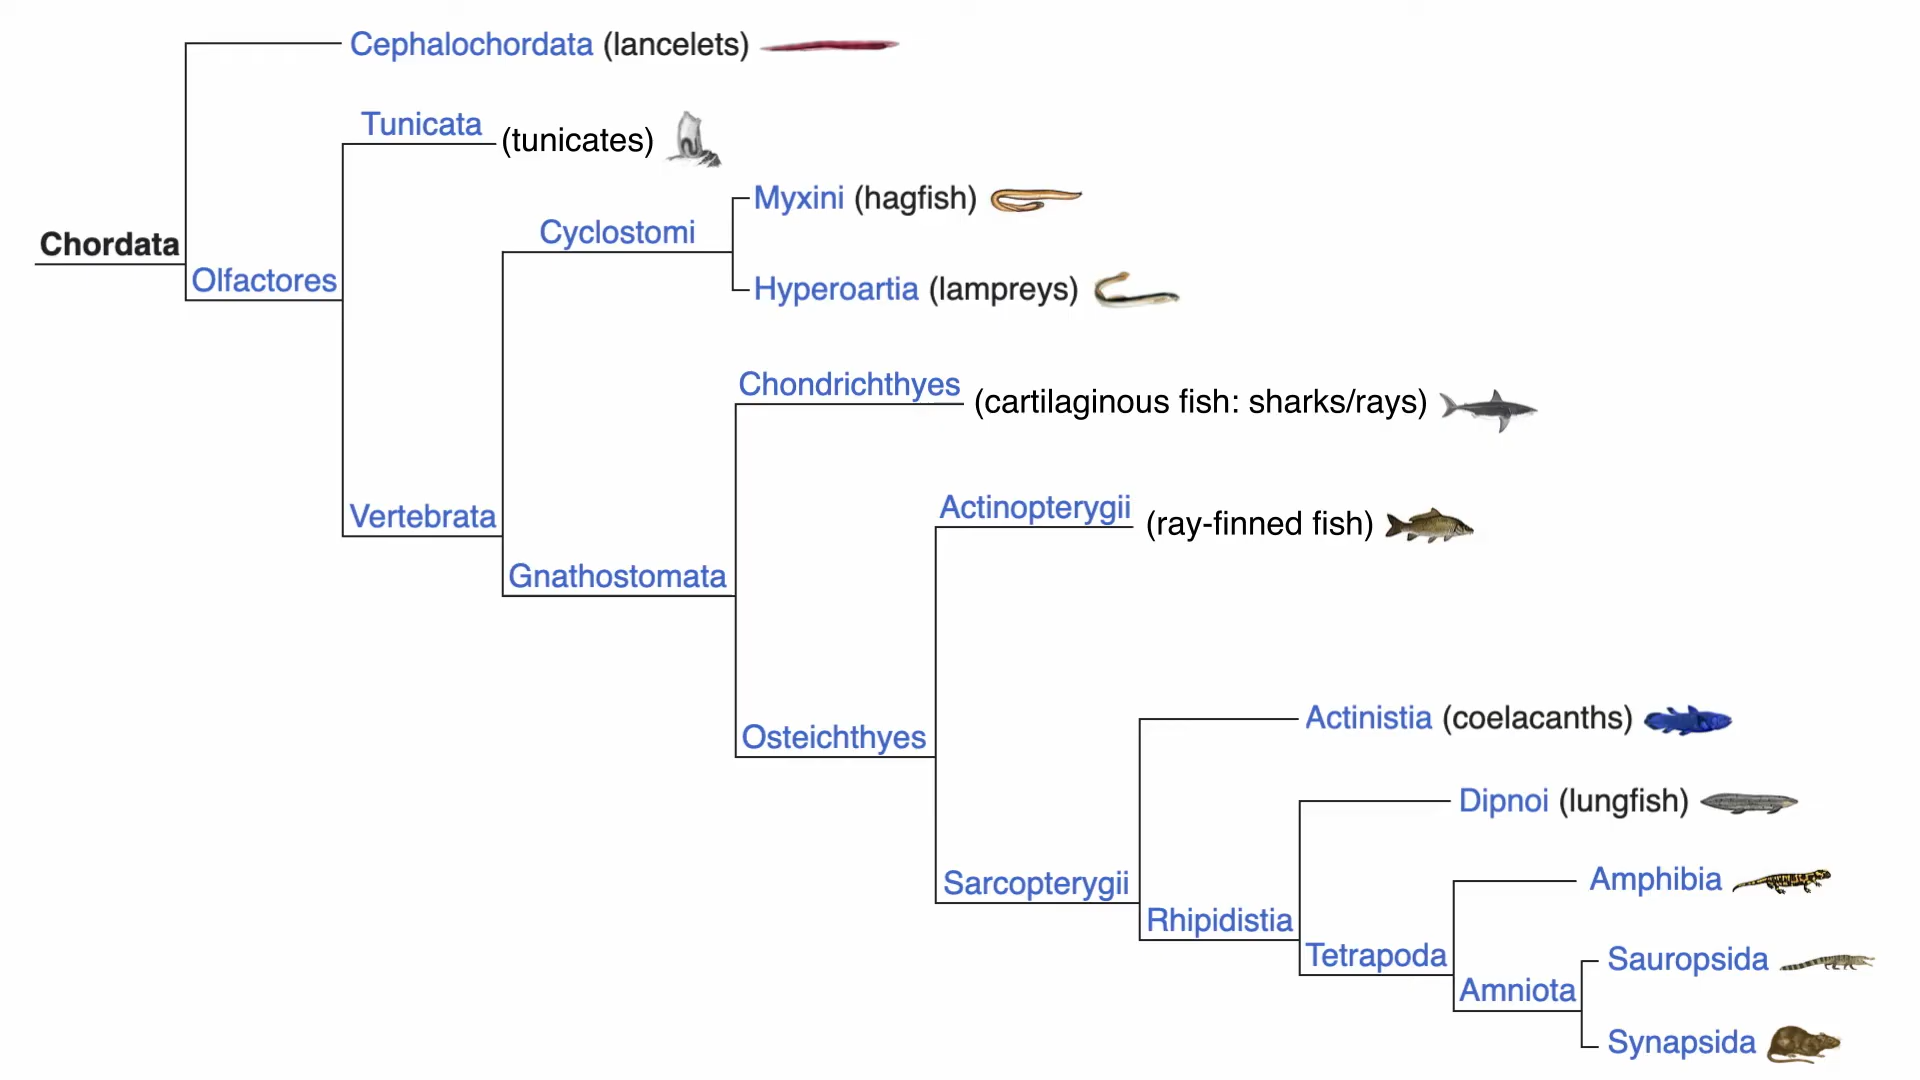 Cephalochordata (lancelets)
Tunicata
(tunicates)
Myxini (hagfish)
Cyclostomi
Chordata
Olfactores
Hyperoartia (lampreys)
Chondrichthyes
(cartilaginous fish: sharks/rays)
Actinopterygii
Vertebrata
(ray-finned fish)
Gnathostomata
Actinistia (coelacanths)
Osteichthyes
Dipnoi (lungfish)
Amphibia
Sarcopterygii
Rhipidistia
Tetrapoda
Sauropsida
Amniota
Synapsida